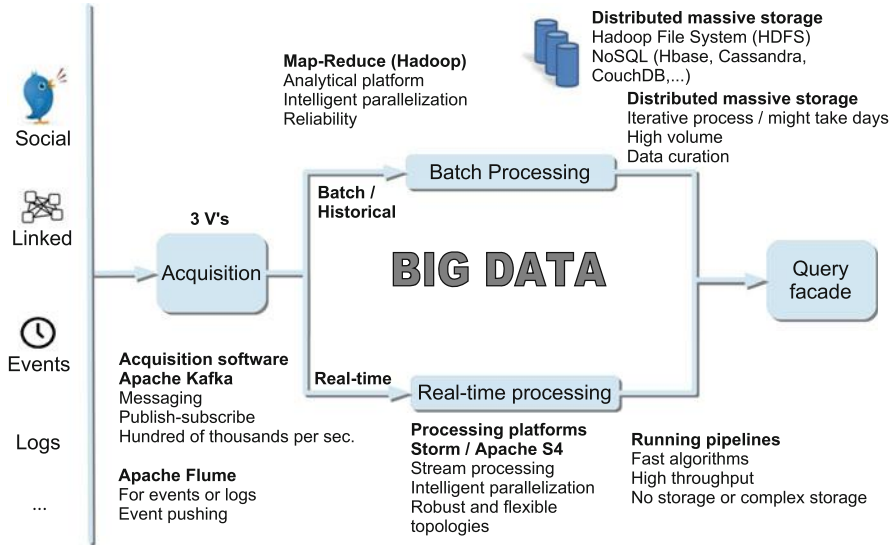 Social
Linked
Events
Logs
...
3 V's
Acquisition
Acquisition software
Apache Kafka
Messaging
Publish-subscribe
Hundred of thousands per sec.
Apache Flume
For events or logs
Event pushing
Map-Reduce (Hadoop)
Analytical platform
Intelligent parallelization
Reliability
Batch /
Historical
Batch Processing
Distributed massive storage
Hadoop File System (HDFS)
NoSQL (Hbase, Cassandra,
CouchDB,...)
Distributed massive storage
Iterative process / might take days
High volume
Data curation
BIG DATA
Real-time
Real-time processing
Processing platforms
Storm / Apache S4
Stream processing
Intelligent parallelization
Robust and flexible
topologies
Running pipelines
Fast algorithms
High throughput
No storage or complex storage
Query
facade